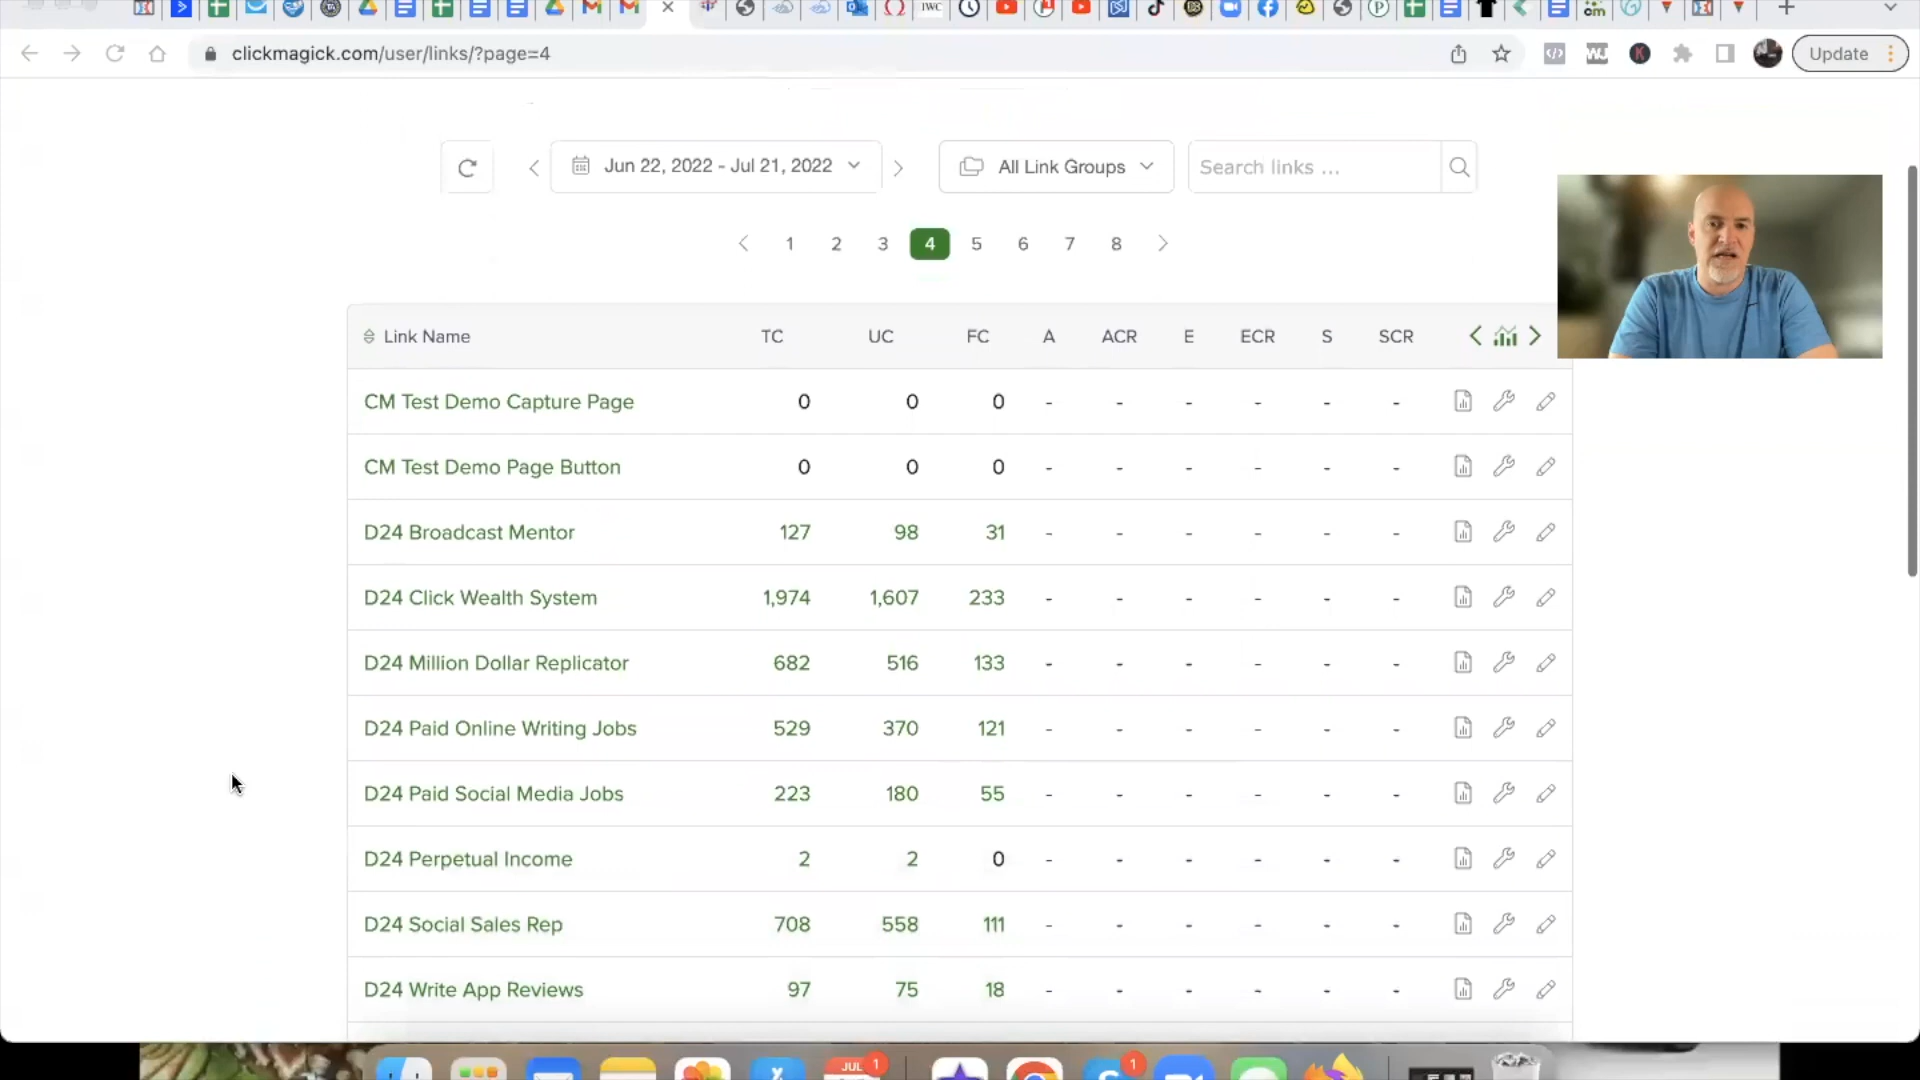 IWC
clickmagick.com/user/links/?page=4
Update
Jun 22, 2022 - Jul 21, 2022
All Link Groups
Search links ...
1 2 3 4 5 6 7 8
Link Name TC UC FC A ACR E ECR S SCR
CM Test Demo Capture Page 0 0 0 - - - - - -
CM Test Demo Page Button 0 0 0 - - - - - -
D24 Broadcast Mentor 127 98 31 - - - - - -
D24 Click Wealth System 1,974 1,607 233 - - - - - -
D24 Million Dollar Replicator 682 516 133 - - - - - -
D24 Paid Online Writing Jobs 529 370 121 - - - - - -
D24 Paid Social Media Jobs 223 180 55 - - - - - -
D24 Perpetual Income 2 2 0 - - - - - -
D24 Social Sales Rep 708 558 111 - - - - - -
D24 Write App Reviews 97 75 18 - - - - - -
JUL 1
1